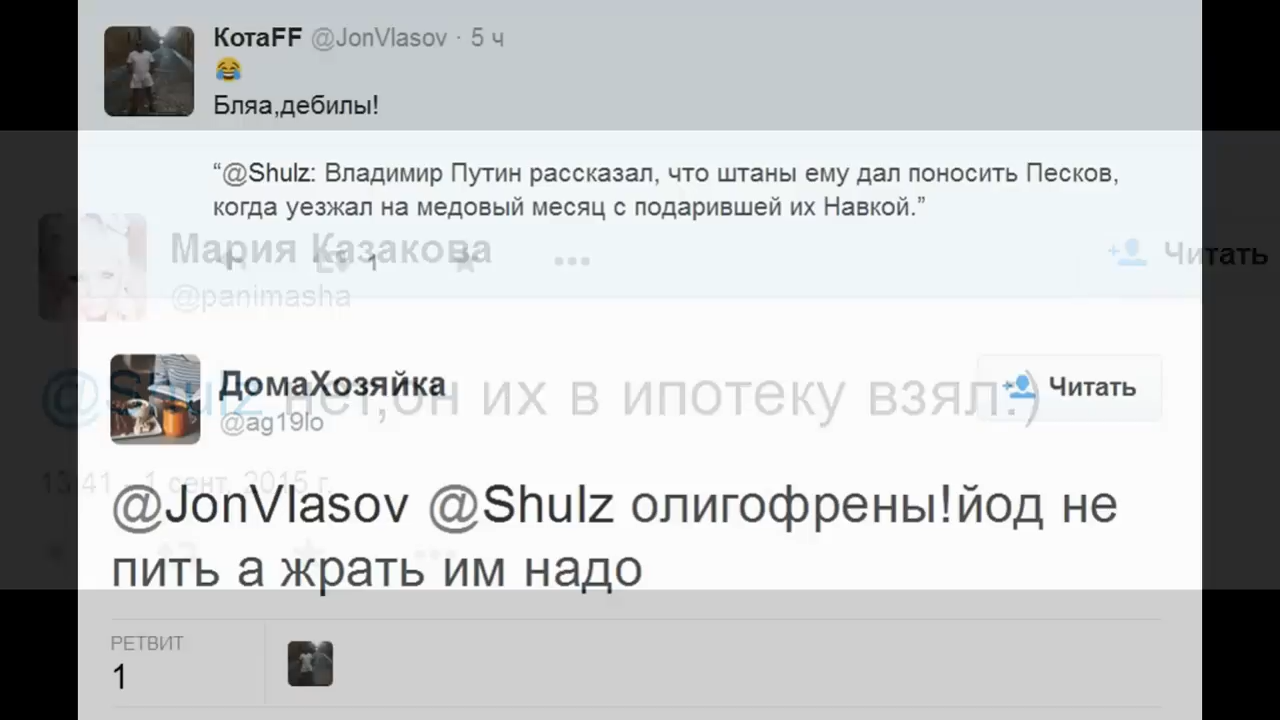 КотаFF @JonVlasov · 5 ч
😂
Бляа,дебилы!
“@Shulz: Владимир Путин рассказал, что штаны ему дал поносить Песков,
когда уезжал на медовый месяц с подарившей их Навкой.”
1
Мария Казакова
Читать
@panimasha
ДомаХозяйка
Читать
@ag19lo
@Shulz нет,он их в ипотеку взял:)
13:41 - 1 сент. 2015 г.
@JonVlasov @Shulz олигофрены!йод не
пить а жрать им надо
РЕТВИТ
1